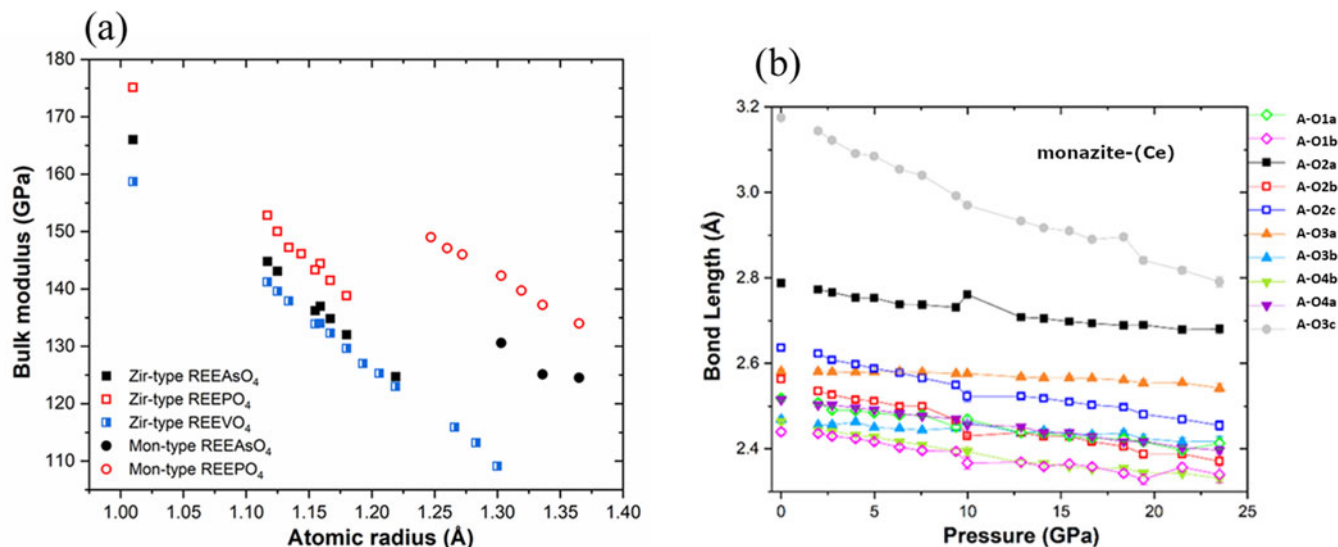 (a)
180
170
160
150
140
130
120
110
Bulk modulus (GPa)
Zir-type REEAsO₄
Zir-type REEPO₄
Zir-type REEVO₄
Mon-type REEAsO₄
Mon-type REEPO₄
1.00 1.05 1.10 1.15 1.20 1.25 1.30 1.35 1.40
Atomic radius (Å)
(b)
3.2
3.0
2.8
2.6
2.4
Bond Length (Å)
monazite-(Ce)
0 5 10 15 20 25
Pressure (GPa)
A-O1a
A-O1b
A-O2a
A-O2b
A-O2c
A-O3a
A-O3b
A-O4b
A-O4a
A-O3c